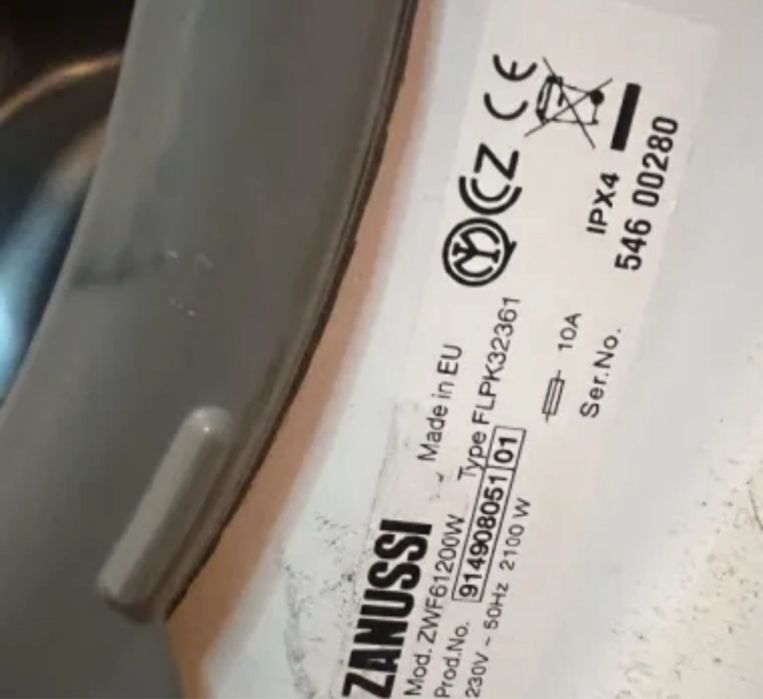 ZANUSSI
Mod. ZWF61200W Made in EU
Prod.No. 914908051 01 Type FLPK32361
230V ~ 50Hz 2100 W 10A
CE
IPX4
Ser.No. 546 00280